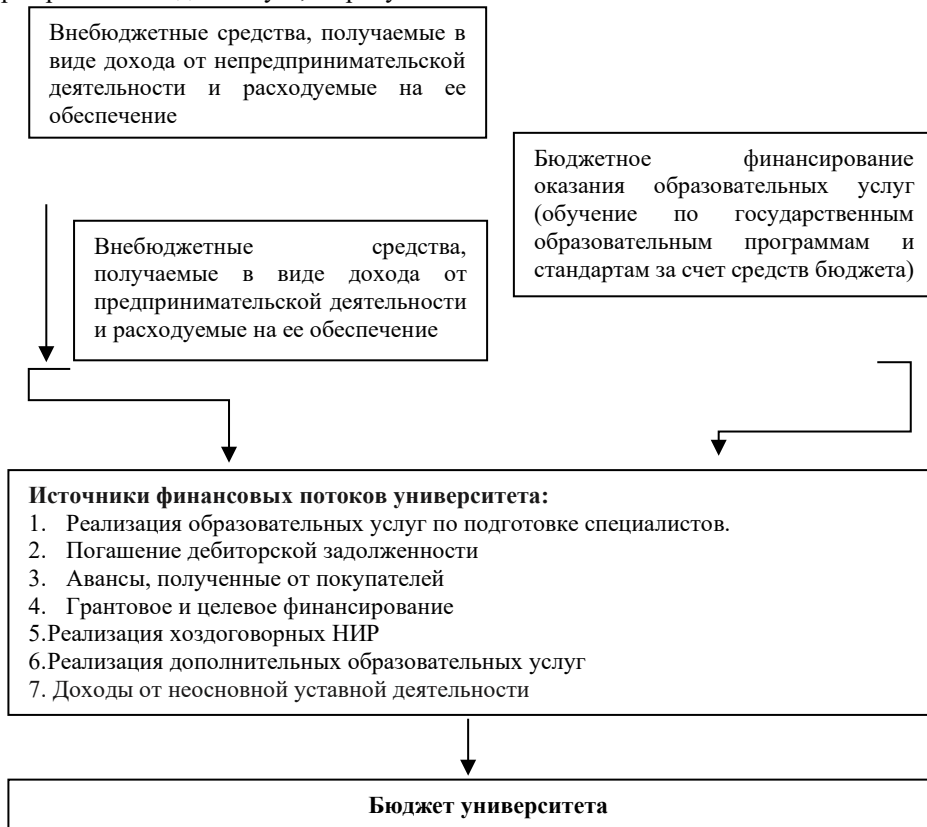 Внебюджетные средства, получаемые в
виде дохода от непредпринимательской
деятельности и расходуемые на ее
обеспечение
Бюджетное финансирование
оказания образовательных услуг
(обучение по государственным
образовательным программам и
стандартам за счет средств бюджета)
Внебюджетные средства,
получаемые в виде дохода от
предпринимательской деятельности
и расходуемые на ее обеспечение
Источники финансовых потоков университета:
1. Реализация образовательных услуг по подготовке специалистов.
2. Погашение дебиторской задолженности
3. Авансы, полученные от покупателей
4. Грантовое и целевое финансирование
5.Реализация хоздоговорных НИР
6.Реализация дополнительных образовательных услуг
7. Доходы от неосновной уставной деятельности
Бюджет университета